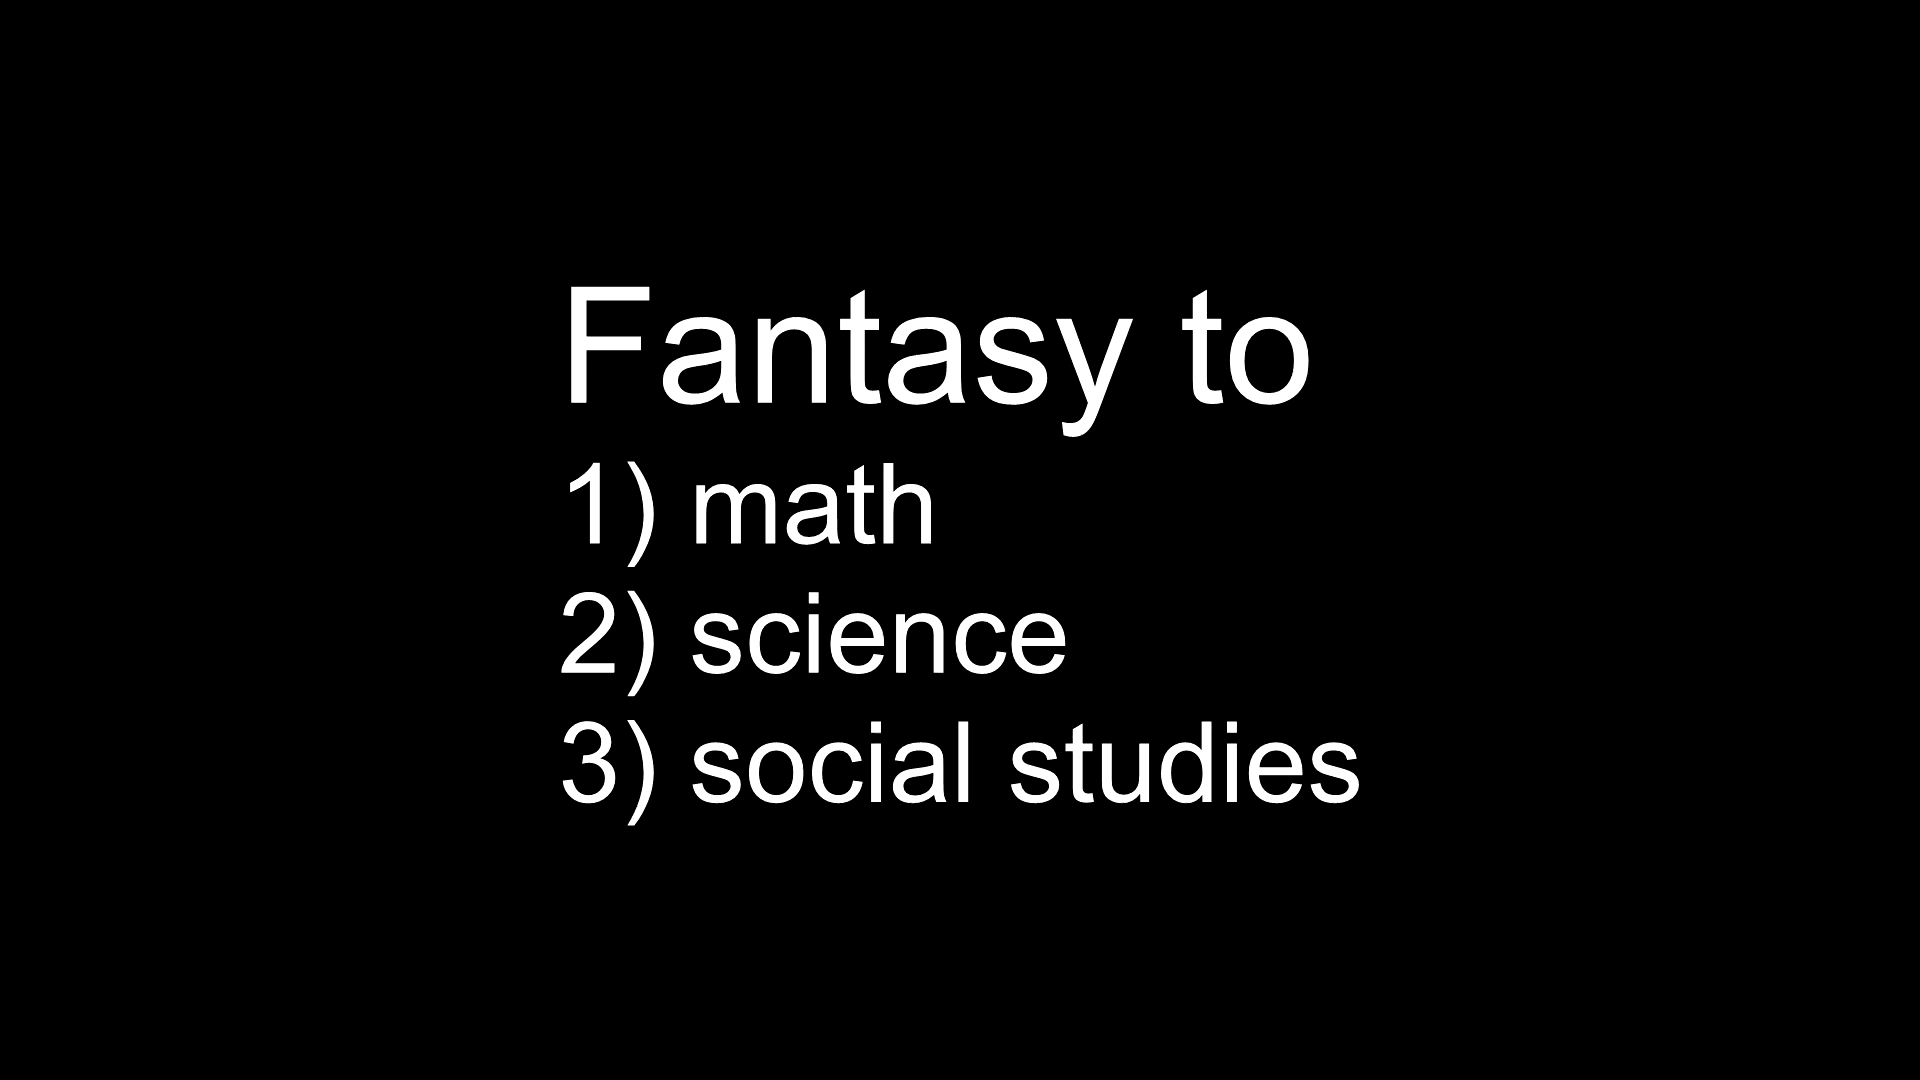 Fantasy to
1) math
2) science
3) social studies